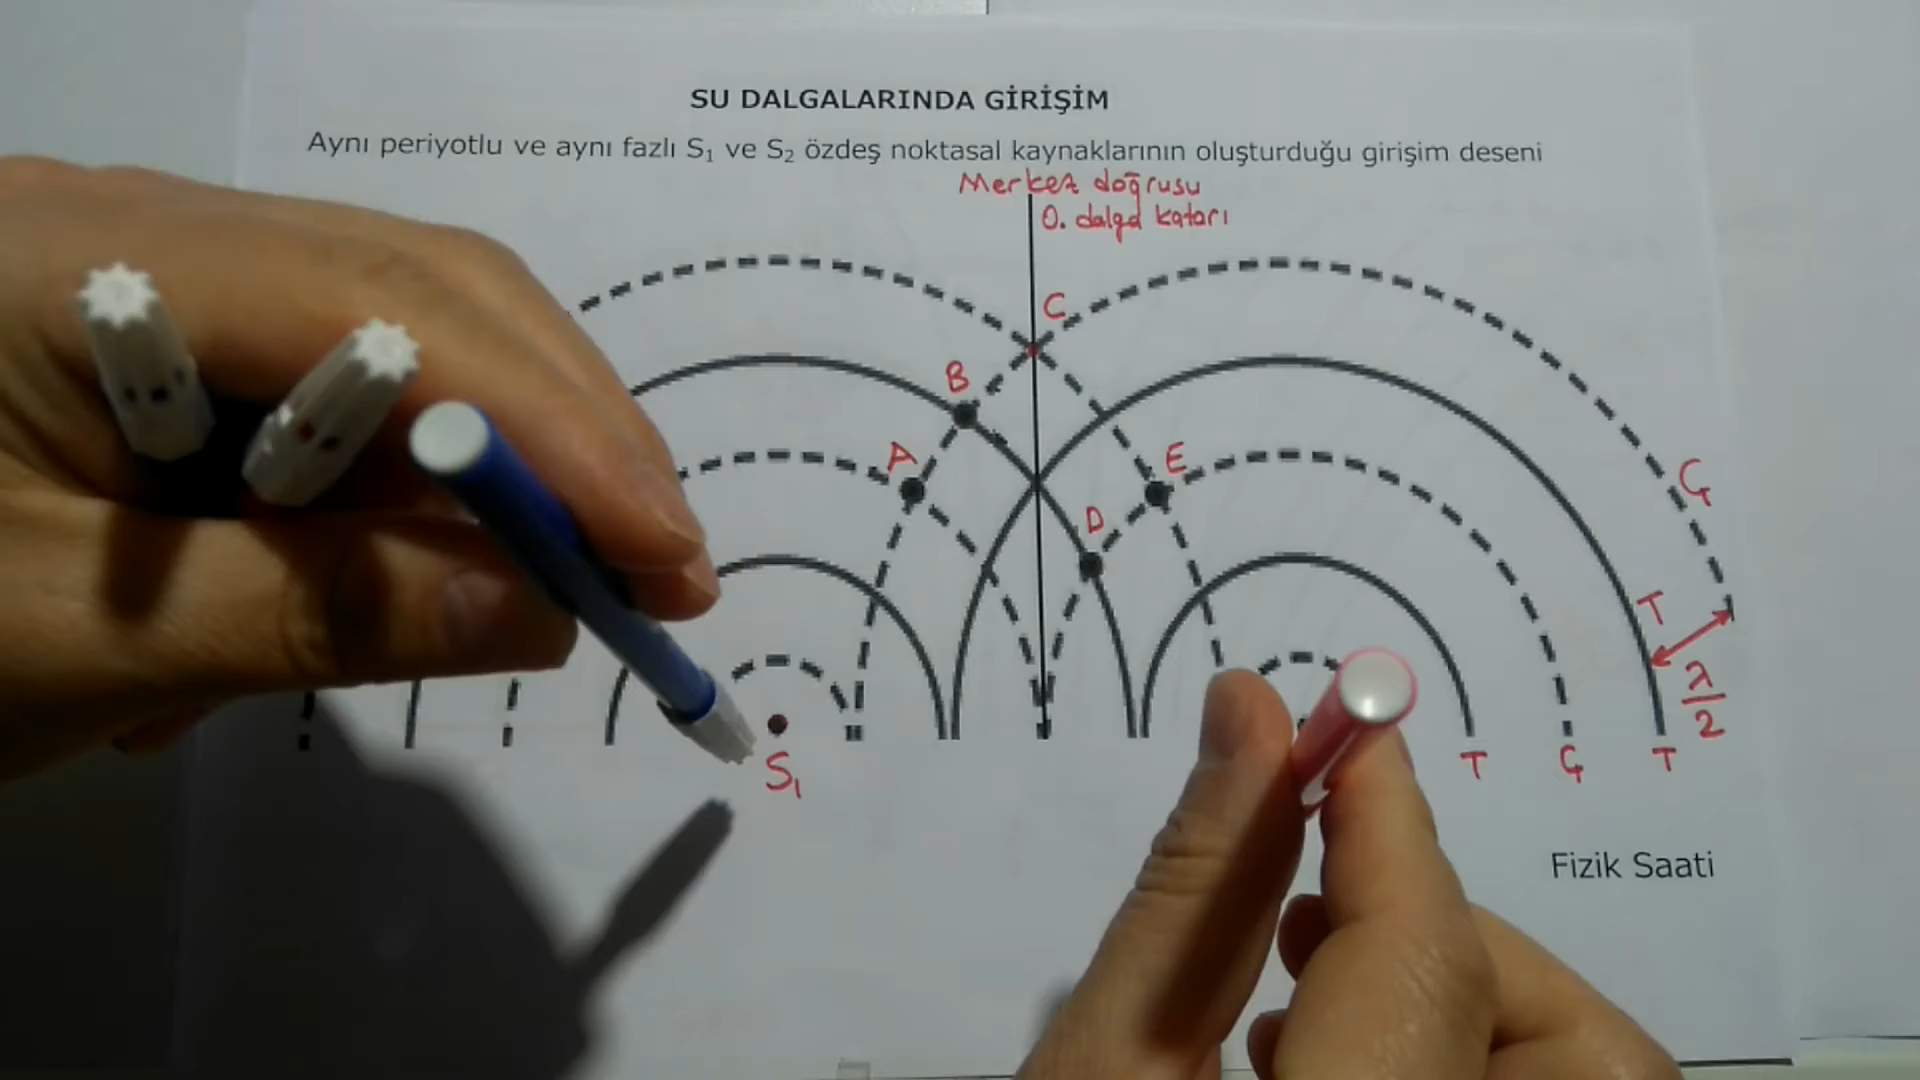 SU DALGALARINDA GİRİŞİM
Aynı periyotlu ve aynı fazlı S₁ ve S₂ özdeş noktasal kaynaklarının oluşturduğu girişim deseni
Merkez doğrusu
0. dalga katarı
C
B
A
E
D
Ç
T
λ/2
S₁
T
Ç
T
Fizik Saati